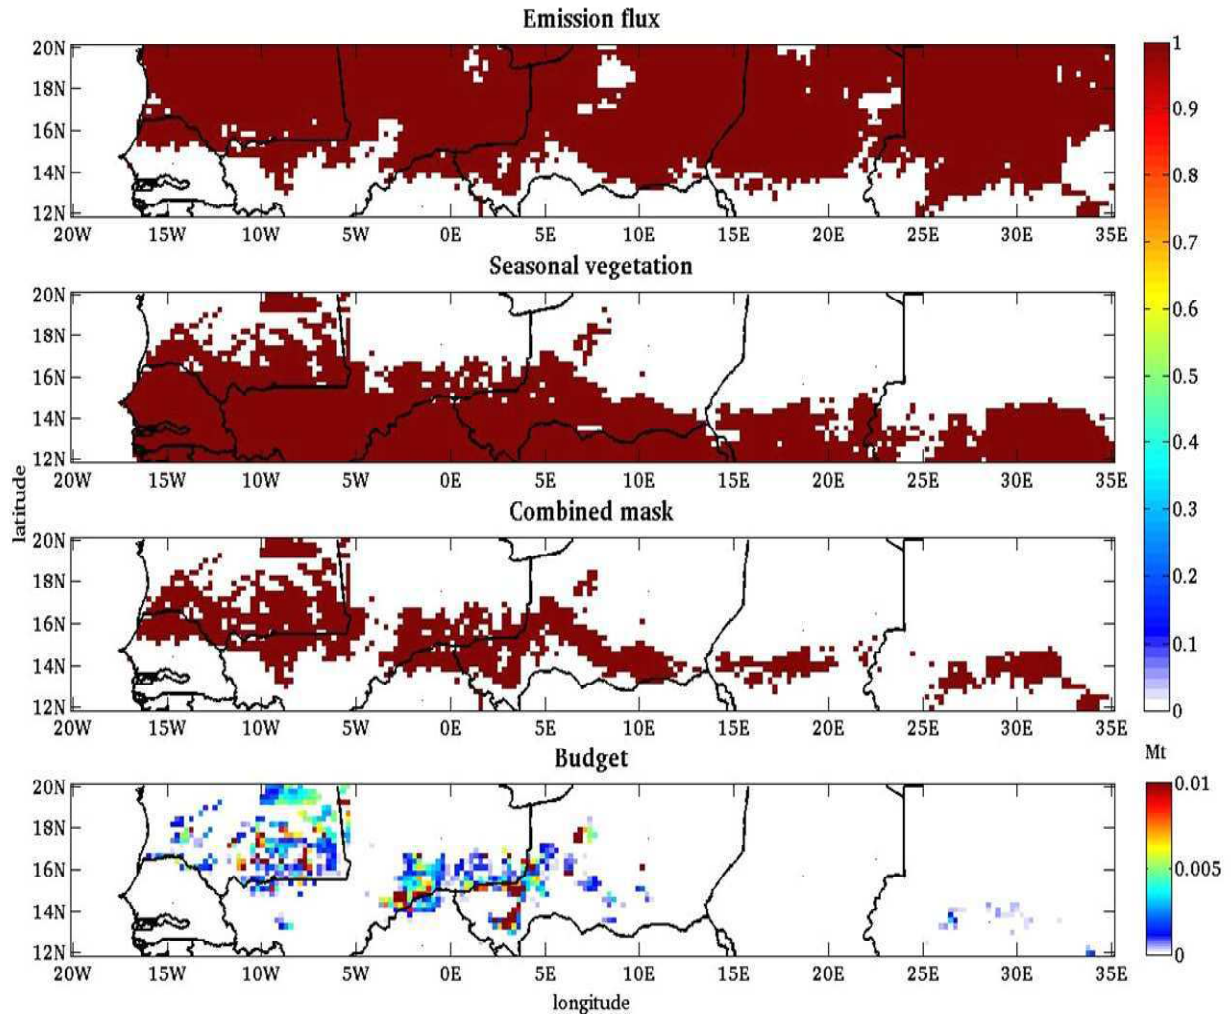 Emission flux
20N
18N
16N
14N
12N
20W 15W 10W 5W 0E 5E 10E 15E 20E 25E 30E 35E
Seasonal vegetation
20N
18N
16N
14N
12N
20W 15W 10W 5W 0E 5E 10E 15E 20E 25E 30E 35E
latitude
Combined mask
20N
18N
16N
14N
12N
20W 15W 10W 5W 0E 5E 10E 15E 20E 25E 30E 35E
Budget
20N
18N
16N
14N
12N
20W 15W 10W 5W 0E 5E 10E 15E 20E 25E 30E 35E
longitude
1
0.9
0.8
0.7
0.6
0.5
0.4
0.3
0.2
0.1
0
Mt
0.01
0.005
0